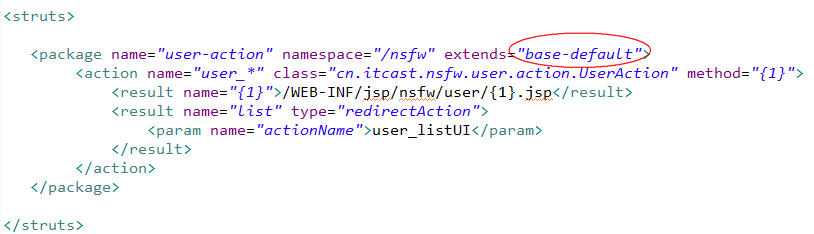 <struts>
<package name="user-action" namespace="/nsfw" extends="base-default">
<action name="user_*" class="cn.itcast.nsfw.user.action.UserAction" method="{1}">
<result name="{1}">/WEB-INF/jsp/nsfw/user/{1}.jsp</result>
<result name="list" type="redirectAction">
<param name="actionName">user_listUI</param>
</result>
</action>
</package>
</struts>